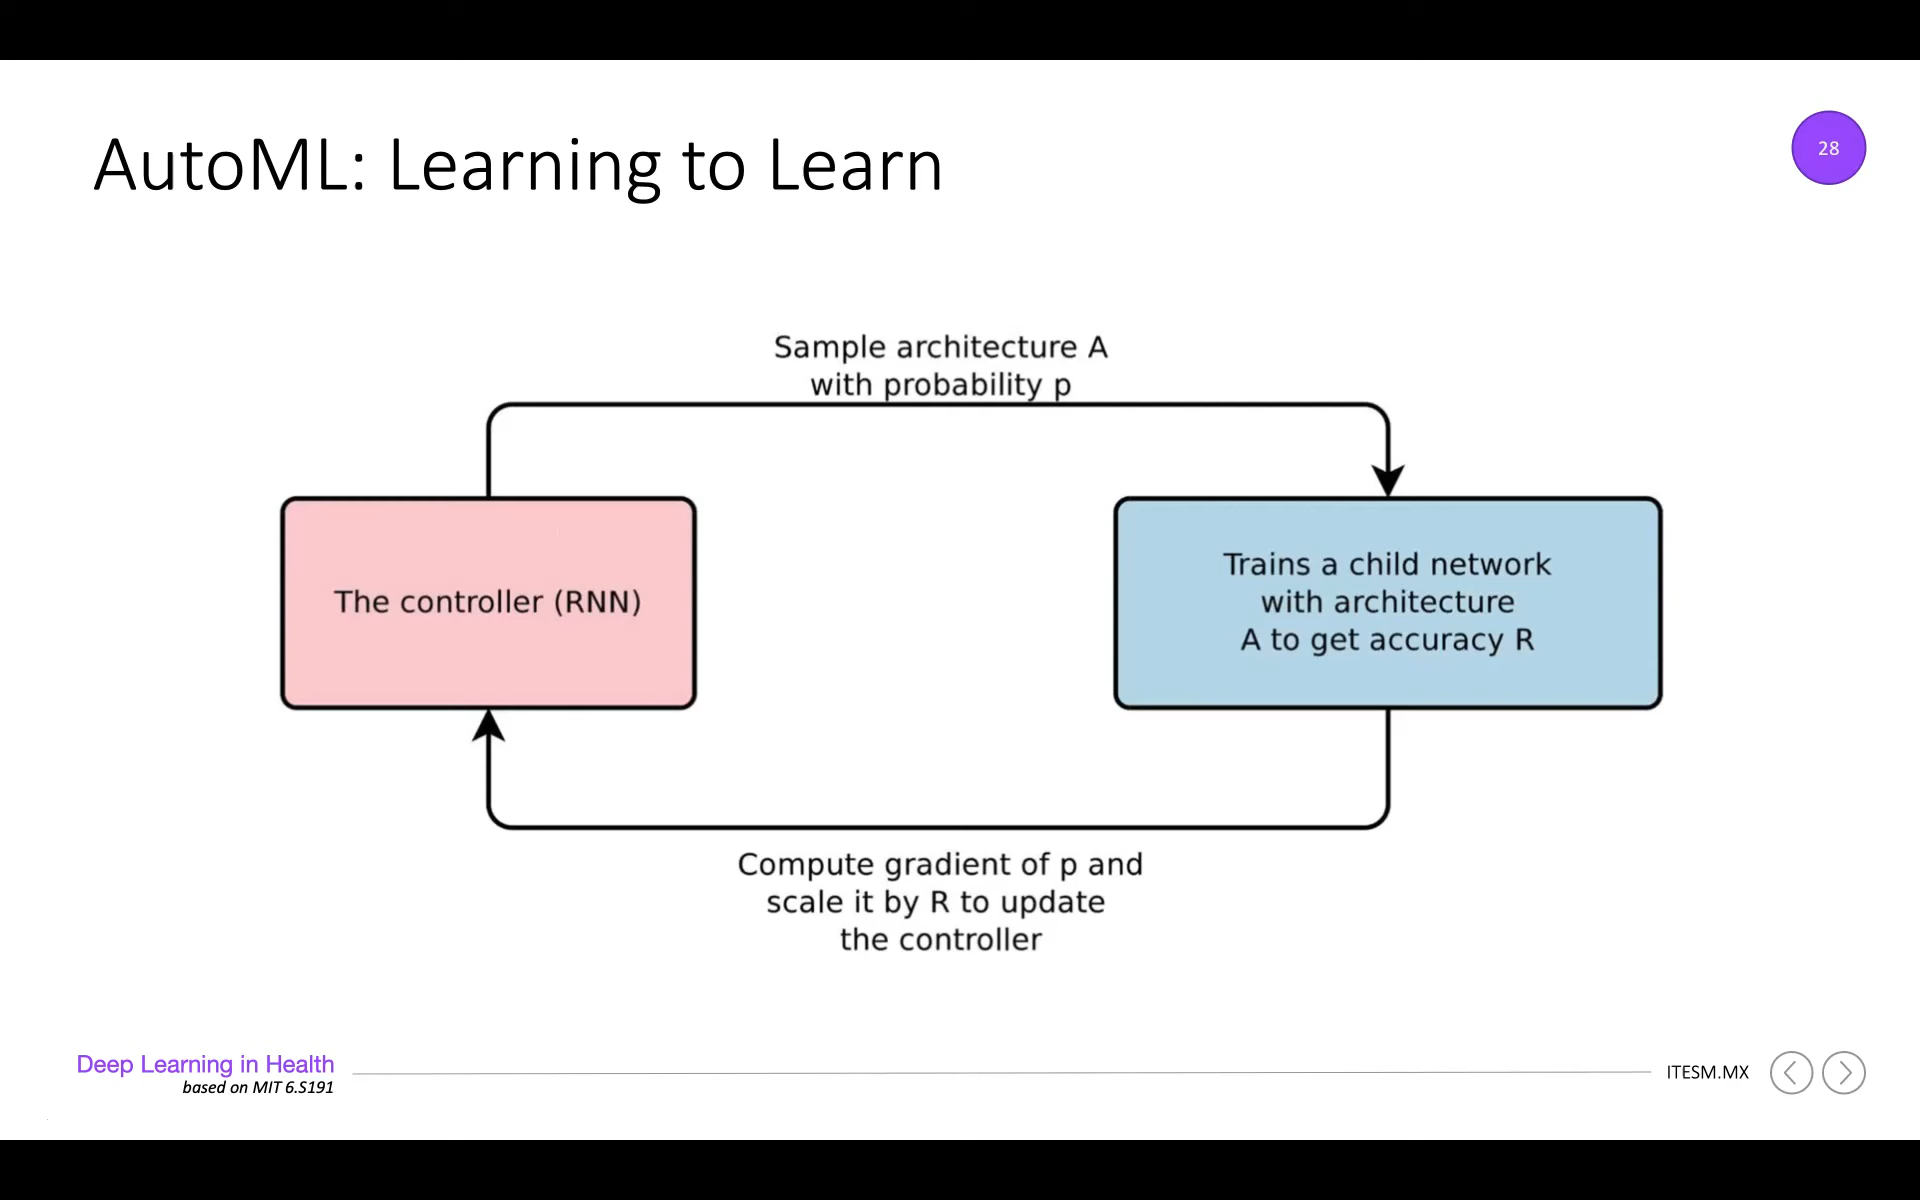 AutoML: Learning to Learn
28
Sample architecture A
with probability p
The controller (RNN)
Trains a child network
with architecture
A to get accuracy R
Compute gradient of p and
scale it by R to update
the controller
Deep Learning in Health
based on MIT 6.S191
ITESM.MX